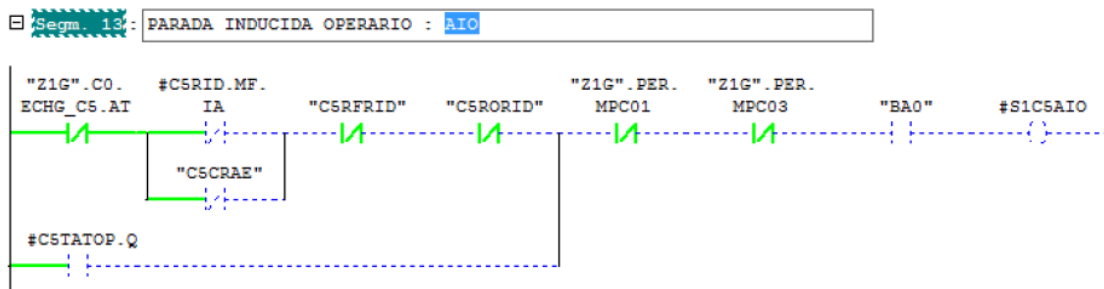 Segm. 13: PARADA INDUCIDA OPERARIO : AIO
"Z1G".C0. #C5RID.MF. "Z1G".PER. "Z1G".PER.
ECHG_C5.AT IA "C5RFRID" "C5RORID" MPC01 MPC03 "BA0" #S1C5AIO
"C5CRAE"
#C5TATOP.Q